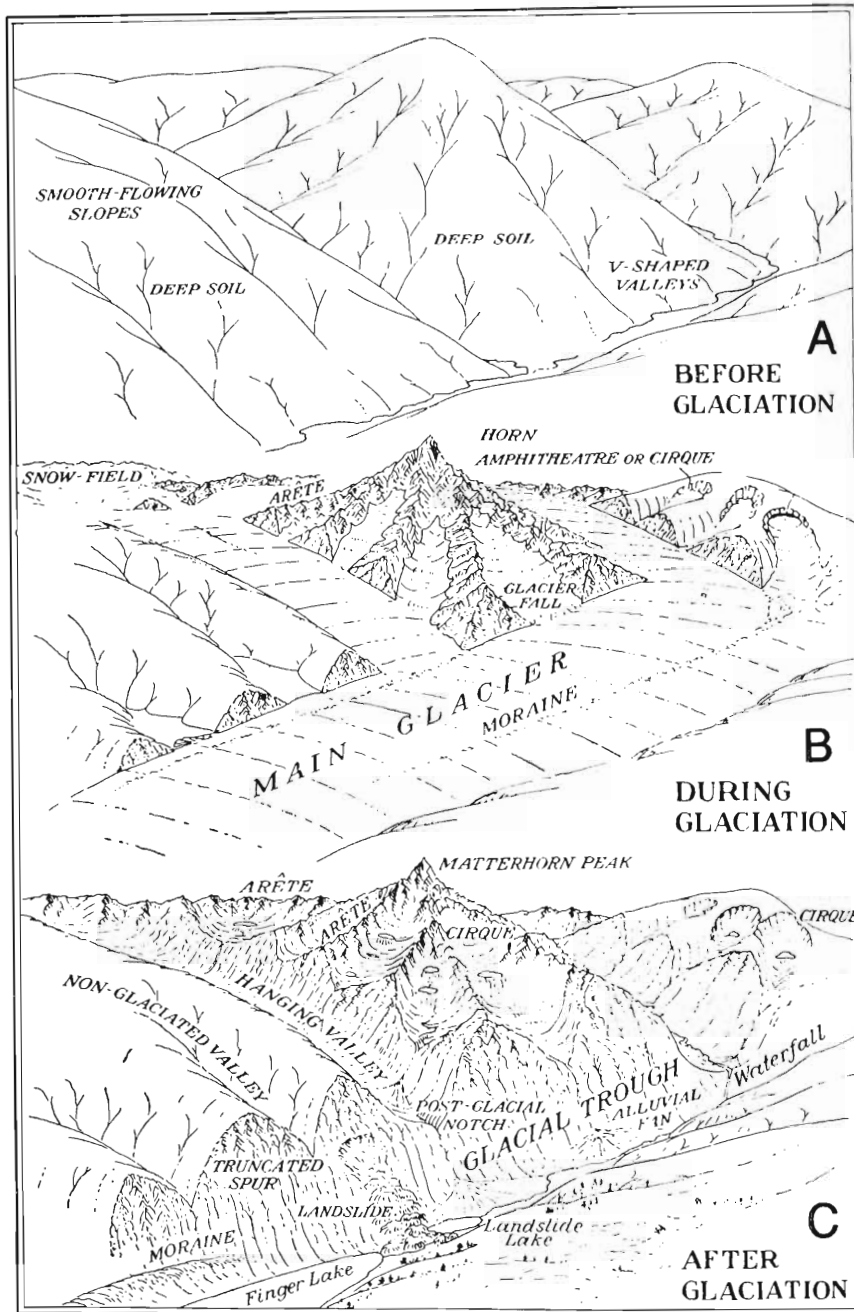 SMOOTH-FLOWING
SLOPES
DEEP SOIL
DEEP SOIL
V-SHAPED
VALLEYS
A
BEFORE
GLACIATION
HORN
AMPHITHEATRE OR CIRQUE
SNOW-FIELD
ARÊTE
GLACIER
FALL
MAIN GLACIER
MORAINE
B
DURING
GLACIATION
MATTERHORN PEAK
ARÊTE
ARÊTE
CIRQUE
CIRQUE
NON-GLACIATED VALLEY
HANGING VALLEY
POST-GLACIAL
NOTCH
GLACIAL TROUGH
ALLUVIAL
FAN
Waterfall
TRUNCATED
SPUR
LANDSLIDE
Landslide
Lake
MORAINE
Finger Lake
C
AFTER
GLACIATION